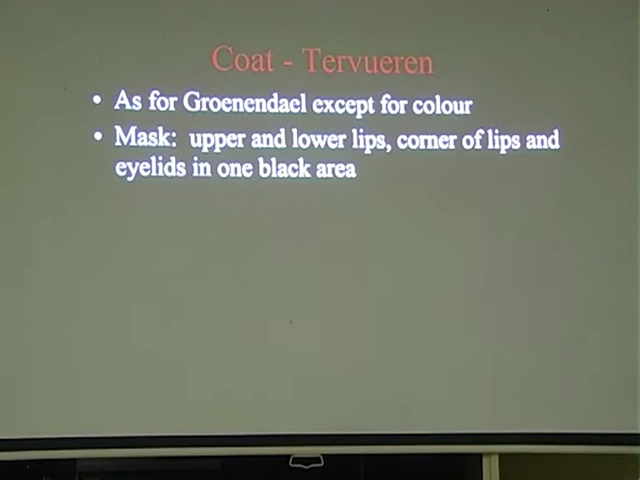 Coat - Tervueren
• As for Groenendael except for colour
• Mask: upper and lower lips, corner of lips and
eyelids in one black area